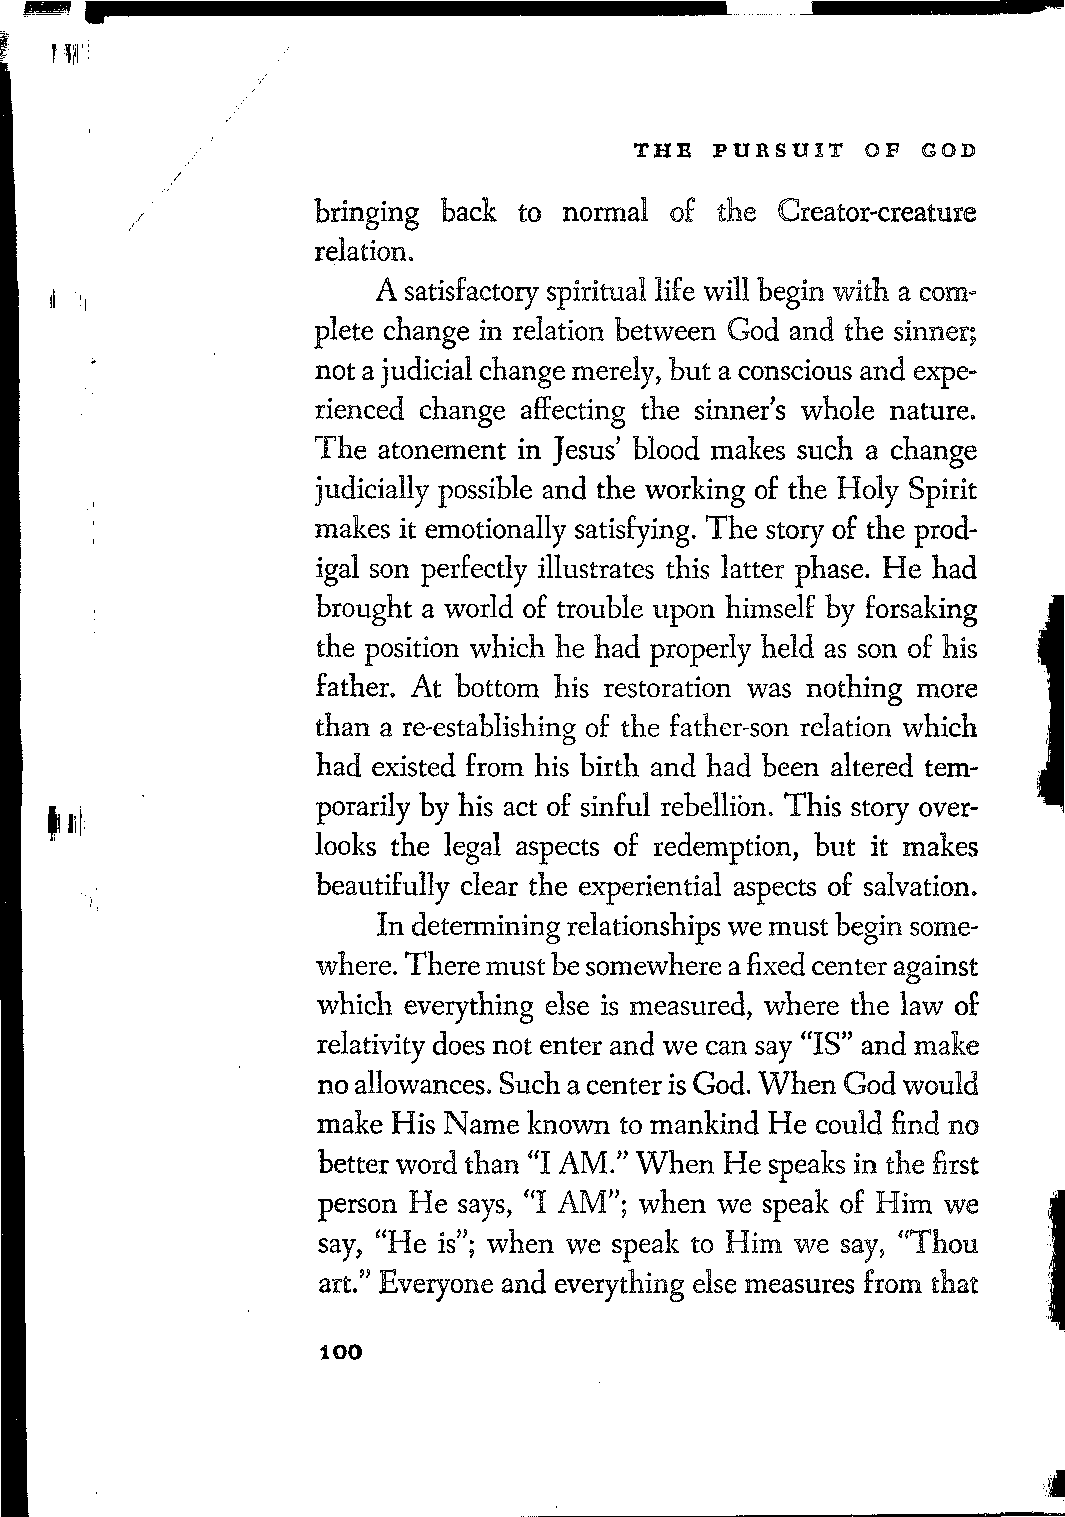 THE PURSUIT OF GOD
bringing back to normal of the Creator-creature
relation.
A satisfactory spiritual life will begin with a com-
plete change in relation between God and the sinner;
not a judicial change merely, but a conscious and expe-
rienced change affecting the sinner's whole nature.
The atonement in Jesus' blood makes such a change
judicially possible and the working of the Holy Spirit
makes it emotionally satisfying. The story of the prod-
igal son perfectly illustrates this latter phase. He had
brought a world of trouble upon himself by forsaking
the position which he had properly held as son of his
father. At bottom his restoration was nothing more
than a re-establishing of the father-son relation which
had existed from his birth and had been altered tem-
porarily by his act of sinful rebellion. This story over-
looks the legal aspects of redemption, but it makes
beautifully clear the experiential aspects of salvation.
In determining relationships we must begin some-
where. There must be somewhere a fixed center against
which everything else is measured, where the law of
relativity does not enter and we can say “IS” and make
no allowances. Such a center is God. When God would
make His Name known to mankind He could find no
better word than “I AM.” When He speaks in the first
person He says, “I AM”; when we speak of Him we
say, “He is”; when we speak to Him we say, “Thou
art.” Everyone and everything else measures from that
100